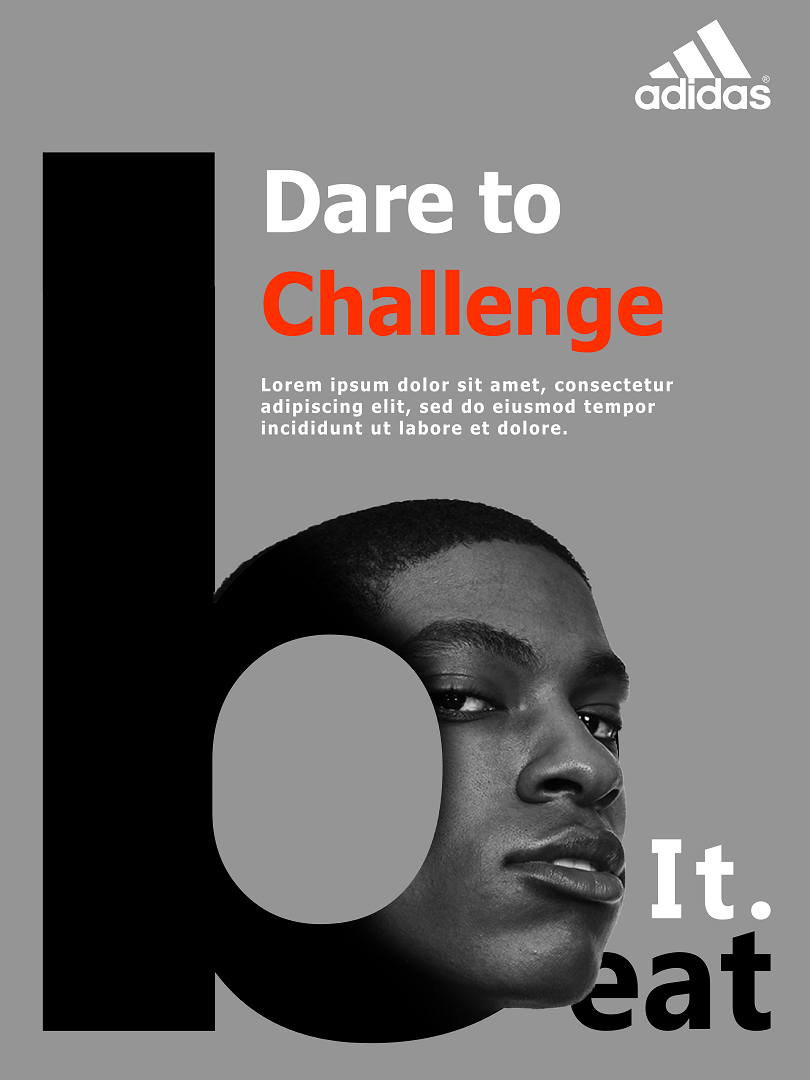 adidas®
Dare to
Challenge
Lorem ipsum dolor sit amet, consectetur
adipiscing elit, sed do eiusmod tempor
incididunt ut labore et dolore.
It.
beat